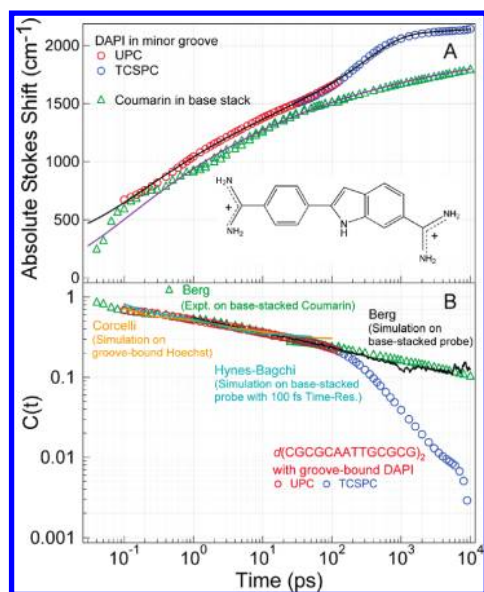 2000
1500
1000
500
0
Absolute Stokes Shift (cm⁻¹)
DAPI in minor groove
UPC
TCSPC
Coumarin in base stack
A
H₂N
NH₂
+
N
H
NH₂
+
NH₂
B
1
0.1
0.01
0.001
C(t)
Berg
(Expt. on base-stacked Coumarin)
Berg
(Simulation on
base-stacked probe)
Corcelli
(Simulation on
groove-bound Hoechst)
Hynes-Bagchi
(Simulation on base-stacked
probe with 100 fs Time-Res.)
d(CGCGCAATTGCGCG)₂
with groove-bound DAPI
UPC TCSPC
10⁻¹ 10⁰ 10¹ 10² 10³ 10⁴
Time (ps)